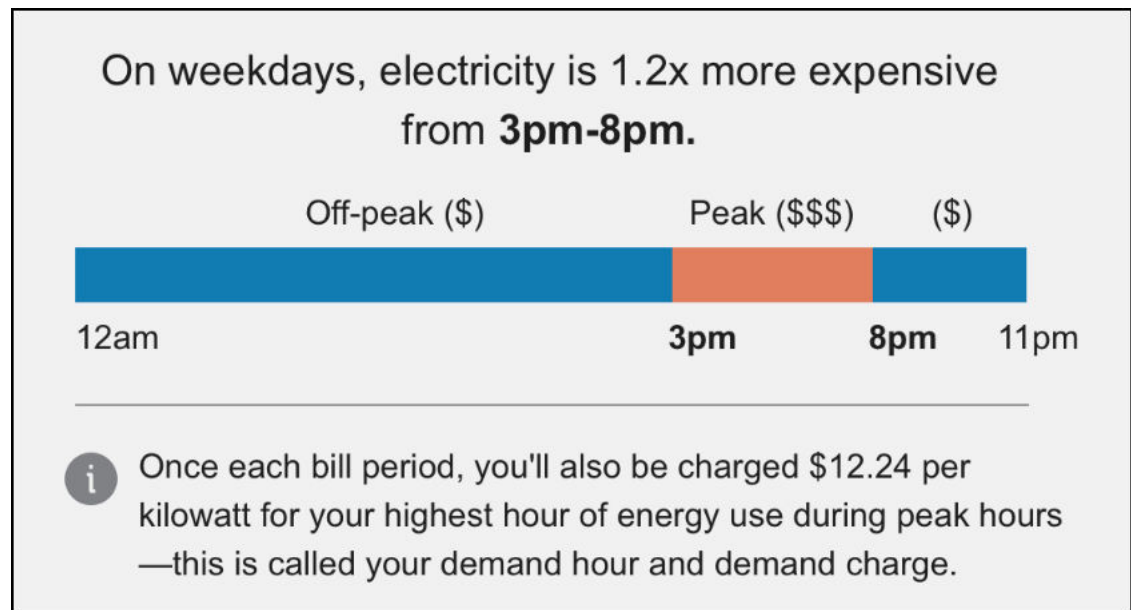 On weekdays, electricity is 1.2x more expensive
from 3pm-8pm.
Off-peak ($) Peak ($$$) ($)
12am 3pm 8pm 11pm
i
Once each bill period, you'll also be charged $12.24 per
kilowatt for your highest hour of energy use during peak hours
—this is called your demand hour and demand charge.